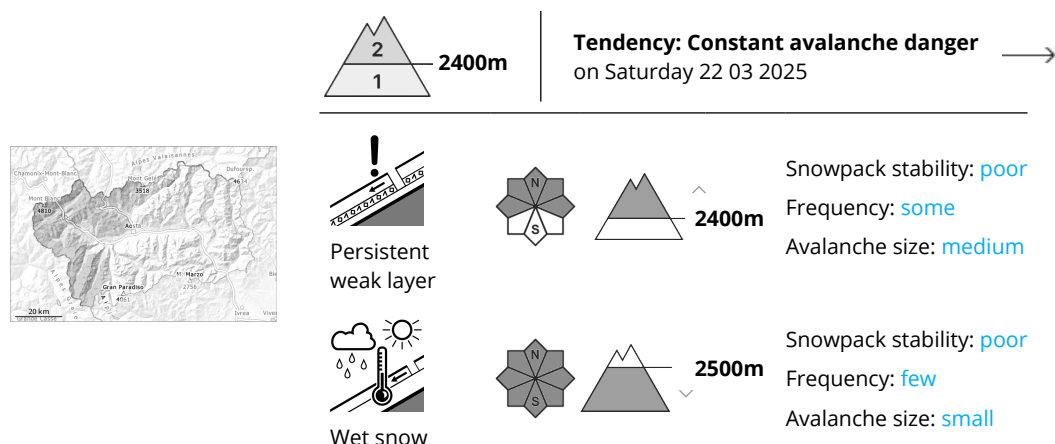 2
1
2400m
Tendency: Constant avalanche danger
on Saturday 22 03 2025
Alpes Valaisannes
Chamonix-Mont-Blanc
Dufoursp.
Mont Gelé
3518
Mont Blanc
4810
Aosta
M. Marzo
2756
Gran Paradiso
4061
20 km
Ivrea
N
S
2400m
Persistent
weak layer
Snowpack stability: poor
Frequency: some
Avalanche size: medium
N
S
2500m
Wet snow
Snowpack stability: poor
Frequency: few
Avalanche size: small